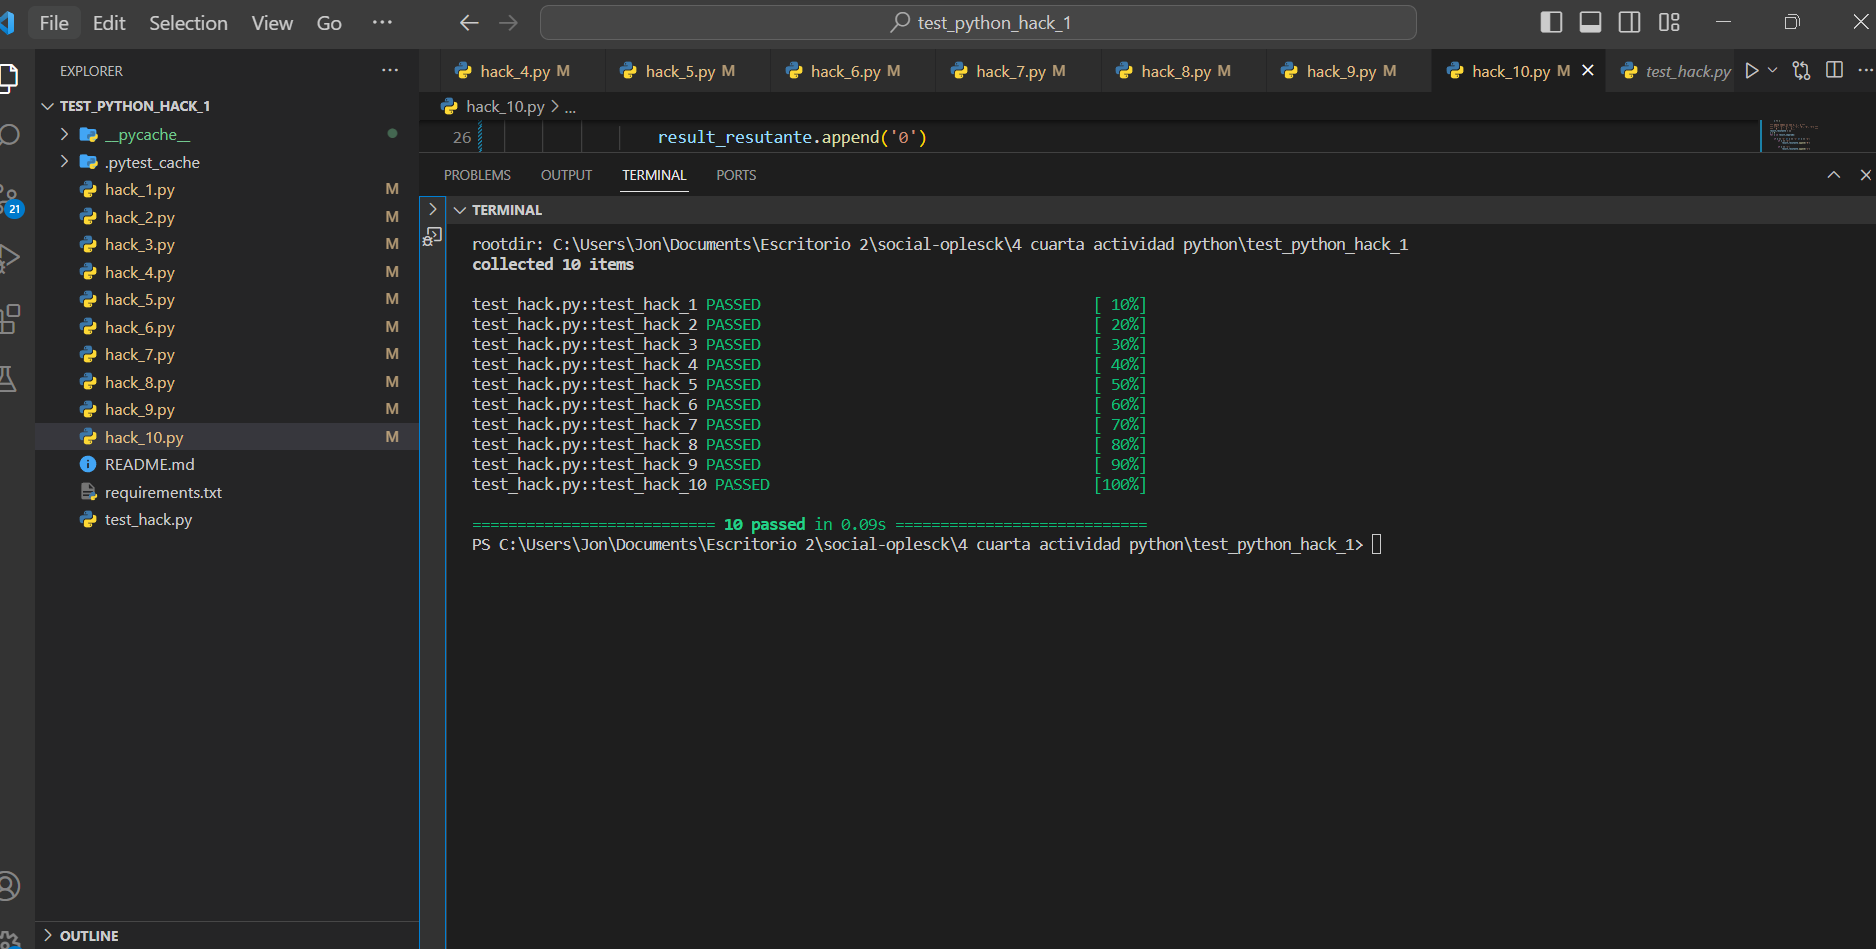 File Edit Selection View Go ···
test_python_hack_1
EXPLORER ···
TEST_PYTHON_HACK_1
__pycache__
.pytest_cache
hack_1.py M
hack_2.py M
hack_3.py M
hack_4.py M
hack_5.py M
hack_6.py M
hack_7.py M
hack_8.py M
hack_9.py M
hack_10.py M
README.md
requirements.txt
test_hack.py
21
OUTLINE
hack_4.py M hack_5.py M hack_6.py M hack_7.py M hack_8.py M hack_9.py M hack_10.py M test_hack.py ···
hack_10.py > ...
26 result_resutante.append('0')
PROBLEMS OUTPUT TERMINAL PORTS
TERMINAL
rootdir: C:\Users\Jon\Documents\Escritorio 2\social-oplesck\4 cuarta actividad python\test_python_hack_1
collected 10 items
test_hack.py::test_hack_1 PASSED [ 10%]
test_hack.py::test_hack_2 PASSED [ 20%]
test_hack.py::test_hack_3 PASSED [ 30%]
test_hack.py::test_hack_4 PASSED [ 40%]
test_hack.py::test_hack_5 PASSED [ 50%]
test_hack.py::test_hack_6 PASSED [ 60%]
test_hack.py::test_hack_7 PASSED [ 70%]
test_hack.py::test_hack_8 PASSED [ 80%]
test_hack.py::test_hack_9 PASSED [ 90%]
test_hack.py::test_hack_10 PASSED [100%]
=========================== 10 passed in 0.09s ============================
PS C:\Users\Jon\Documents\Escritorio 2\social-oplesck\4 cuarta actividad python\test_python_hack_1>